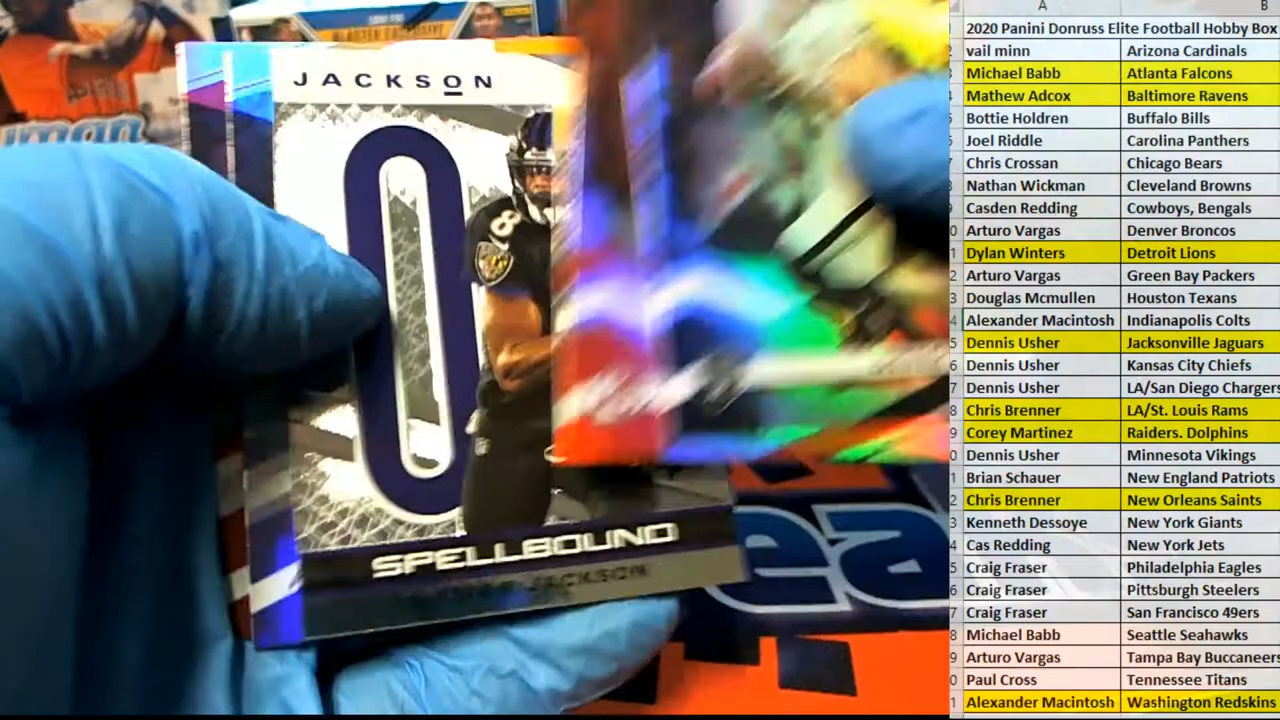 JACKSON
O
8
SPELLBOUND
JACKSON
ea
A B
2020 Panini Donruss Elite Football Hobby Box
vail minn Arizona Cardinals
Michael Babb Atlanta Falcons
Mathew Adcox Baltimore Ravens
Bottie Holdren Buffalo Bills
Joel Riddle Carolina Panthers
Chris Crossan Chicago Bears
Nathan Wickman Cleveland Browns
Casden Redding Cowboys, Bengals
Arturo Vargas Denver Broncos
Dylan Winters Detroit Lions
Arturo Vargas Green Bay Packers
Douglas Mcmullen Houston Texans
Alexander Macintosh Indianapolis Colts
Dennis Usher Jacksonville Jaguars
Dennis Usher Kansas City Chiefs
Dennis Usher LA/San Diego Chargers
Chris Brenner LA/St. Louis Rams
Corey Martinez Raiders. Dolphins
Dennis Usher Minnesota Vikings
Brian Schauer New England Patriots
Chris Brenner New Orleans Saints
Kenneth Dessoye New York Giants
Cas Redding New York Jets
Craig Fraser Philadelphia Eagles
Craig Fraser Pittsburgh Steelers
Craig Fraser San Francisco 49ers
Michael Babb Seattle Seahawks
Arturo Vargas Tampa Bay Buccaneers
Paul Cross Tennessee Titans
Alexander Macintosh Washington Redskins